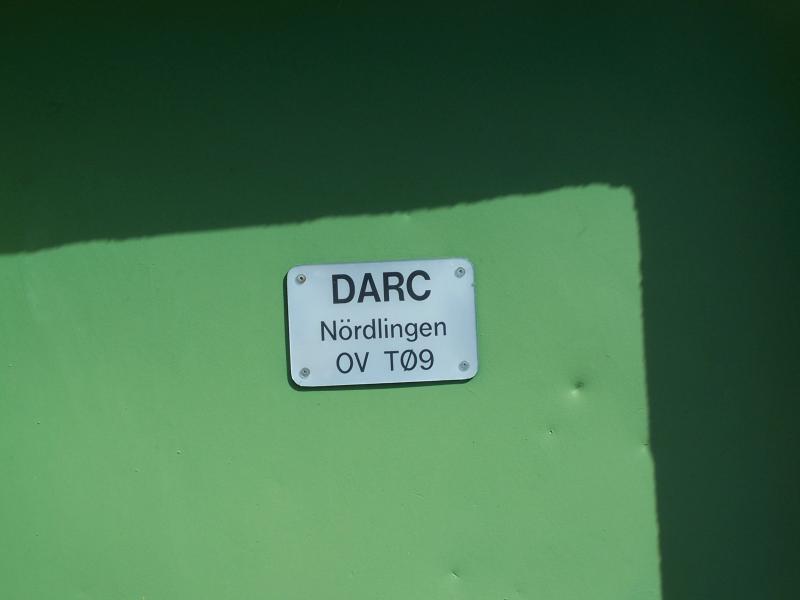 DARC
Nördlingen
OV TØ9